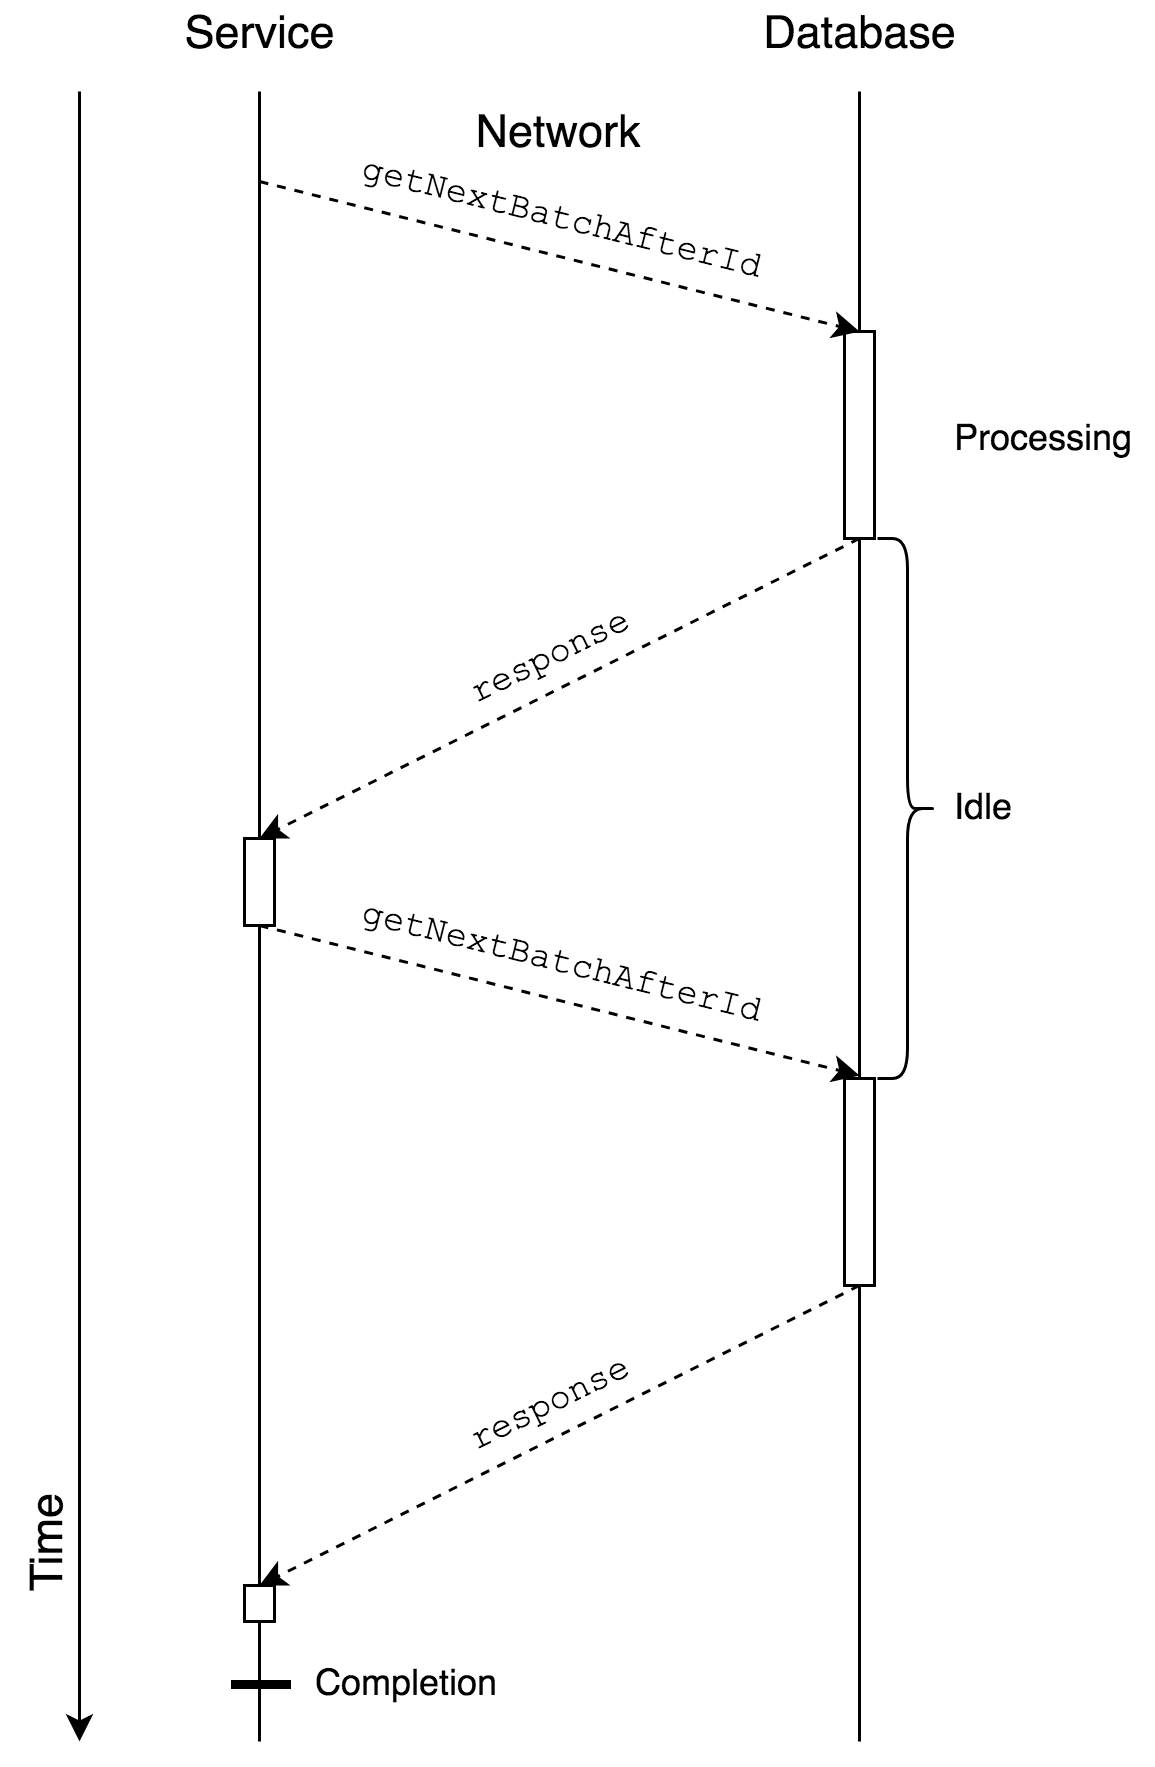 Service
Database
Network
getNextBatchAfterId
Processing
response
Idle
getNextBatchAfterId
response
Time
Completion